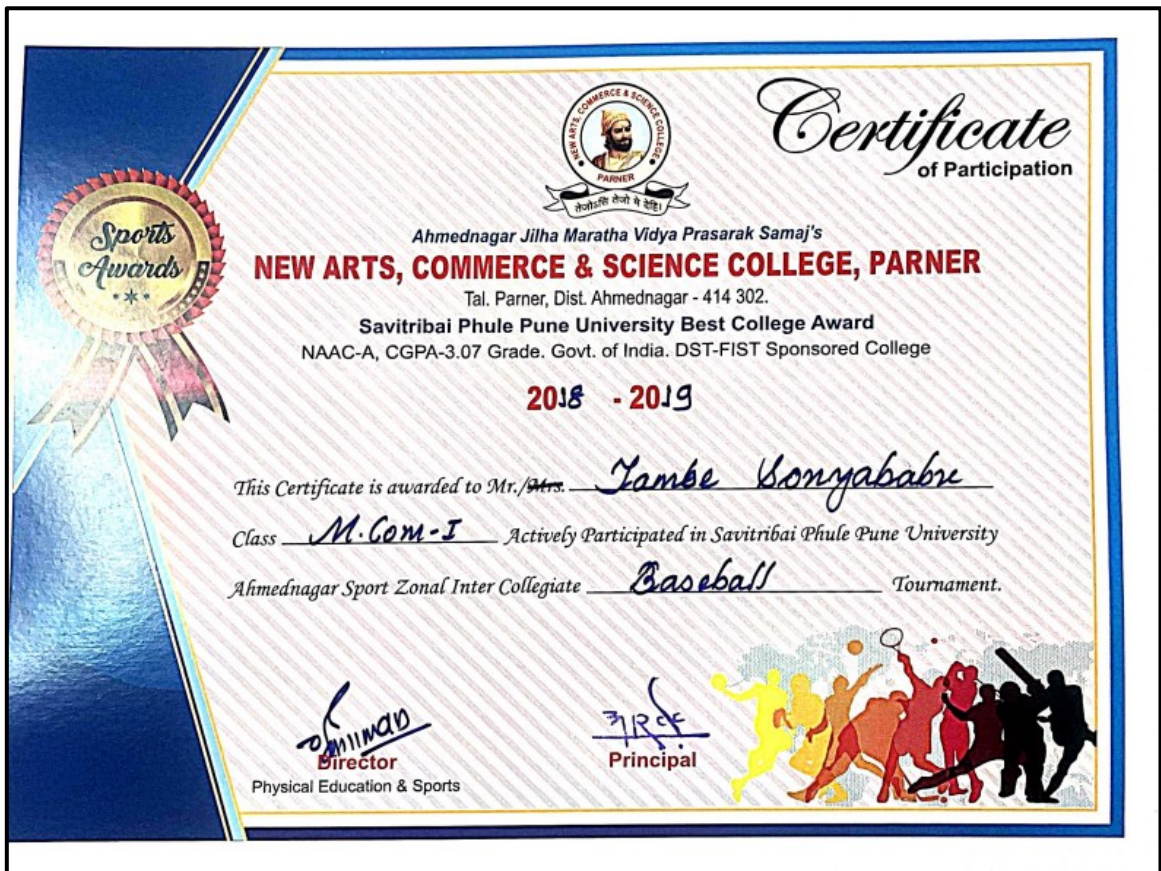 Certificate
of Participation
NEW ARTS, COMMERCE & SCIENCE COLLEGE
PARNER
तेजोऽसि तेजो मे देहि।
Sports
Awards
Ahmednagar Jilha Maratha Vidya Prasarak Samaj's
NEW ARTS, COMMERCE & SCIENCE COLLEGE, PARNER
Tal. Parner, Dist. Ahmednagar - 414 302.
Savitribai Phule Pune University Best College Award
NAAC-A, CGPA-3.07 Grade. Govt. of India. DST-FIST Sponsored College
2018 - 2019
This Certificate is awarded to Mr./Mrs. Tambe Sonyababu
Class M.Com-I Actively Participated in Savitribai Phule Pune University
Ahmednagar Sport Zonal Inter Collegiate Baseball Tournament.
Director
Physical Education & Sports
Principal